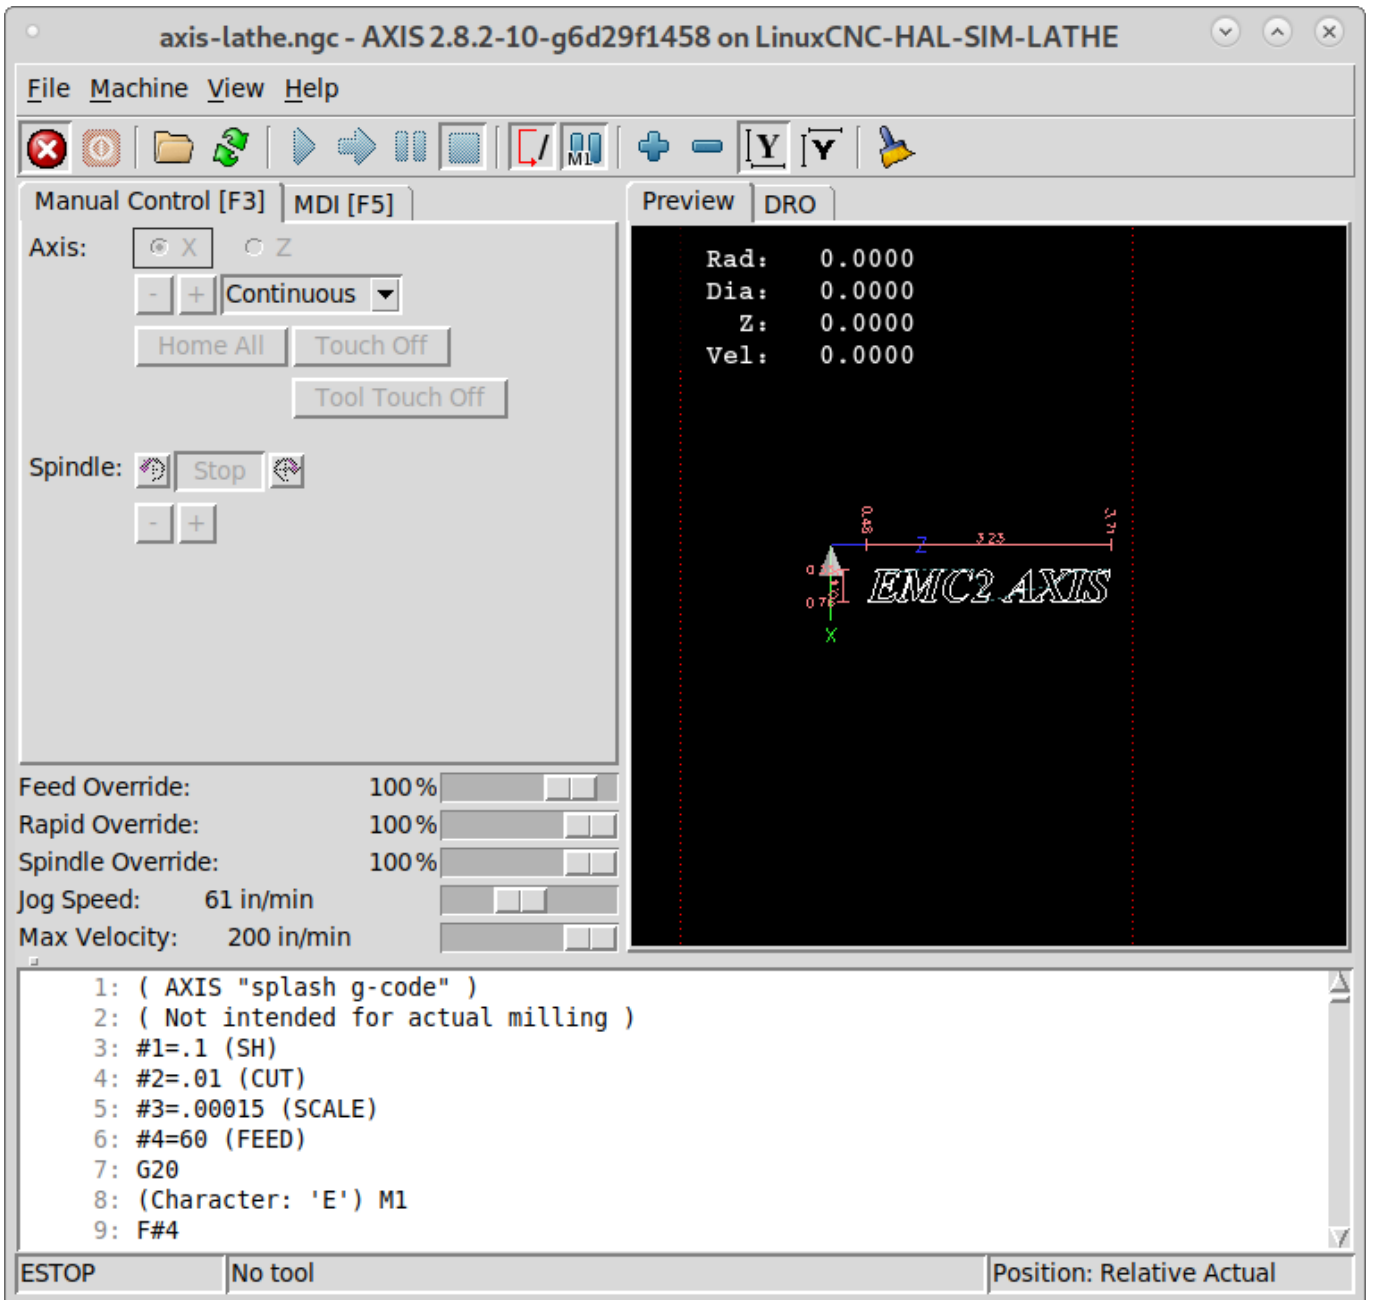 axis-lathe.ngc - AXIS 2.8.2-10-g6d29f1458 on LinuxCNC-HAL-SIM-LATHE
File Machine View Help
M1 Y Y
Manual Control [F3] MDI [F5]
Preview DRO
Axis: X Z
- + Continuous
Home All Touch Off
Tool Touch Off
Spindle: Stop
- +
Rad: 0.0000
Dia: 0.0000
Z: 0.0000
Vel: 0.0000
Z 3.23
EMC2 AXIS
X
Feed Override: 100 %
Rapid Override: 100 %
Spindle Override: 100 %
Jog Speed: 61 in/min
Max Velocity: 200 in/min
1: ( AXIS "splash g-code" )
2: ( Not intended for actual milling )
3: #1=.1 (SH)
4: #2=.01 (CUT)
5: #3=.00015 (SCALE)
6: #4=60 (FEED)
7: G20
8: (Character: 'E') M1
9: F#4
ESTOP No tool Position: Relative Actual